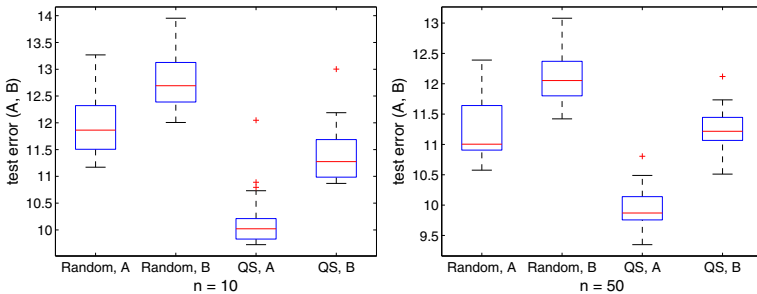 test error (A, B)
14
13.5
13
12.5
12
11.5
11
10.5
10
Random, A Random, B QS, A QS, B
n = 10
test error (A, B)
13
12.5
12
11.5
11
10.5
10
9.5
Random, A Random, B QS, A QS, B
n = 50